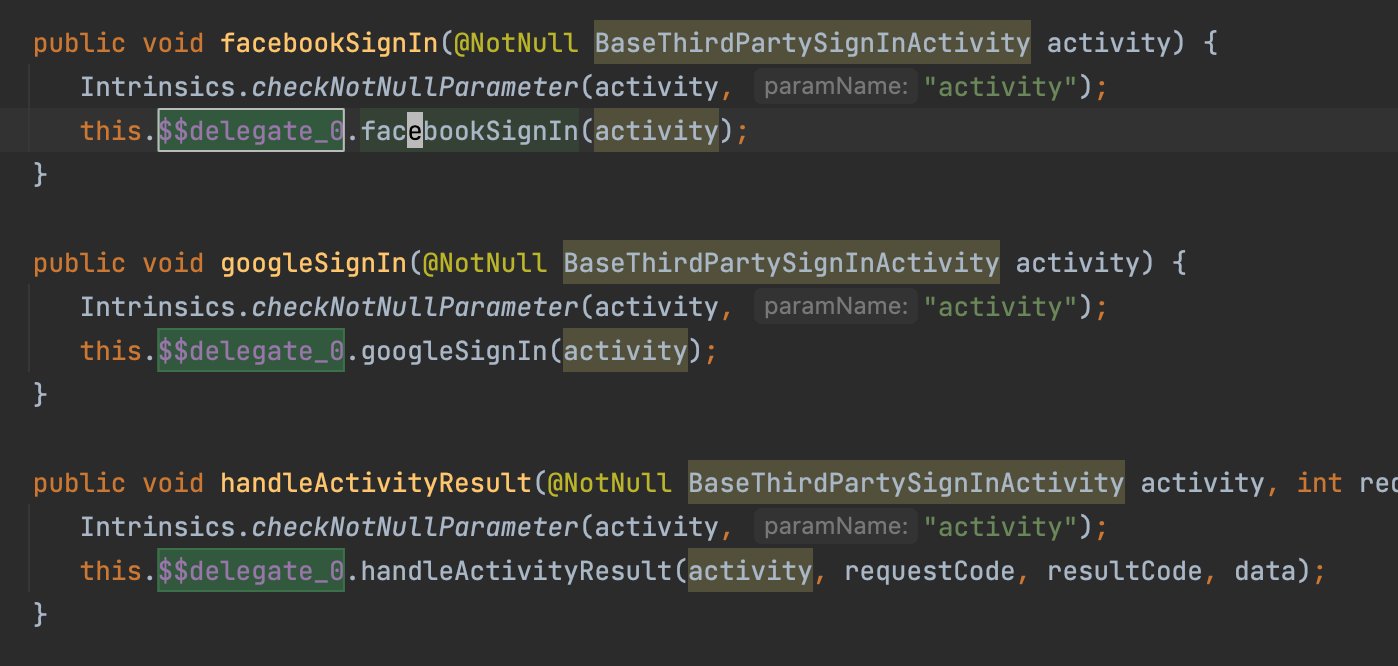 public void facebookSignIn(@NotNull BaseThirdPartySignInActivity activity) {
Intrinsics.checkNotNullParameter(activity, paramName: "activity");
this.$$delegate_0.facebookSignIn(activity);
}
public void googleSignIn(@NotNull BaseThirdPartySignInActivity activity) {
Intrinsics.checkNotNullParameter(activity, paramName: "activity");
this.$$delegate_0.googleSignIn(activity);
}
public void handleActivityResult(@NotNull BaseThirdPartySignInActivity activity, int
Intrinsics.checkNotNullParameter(activity, paramName: "activity");
this.$$delegate_0.handleActivityResult(activity, requestCode, resultCode, data);
}